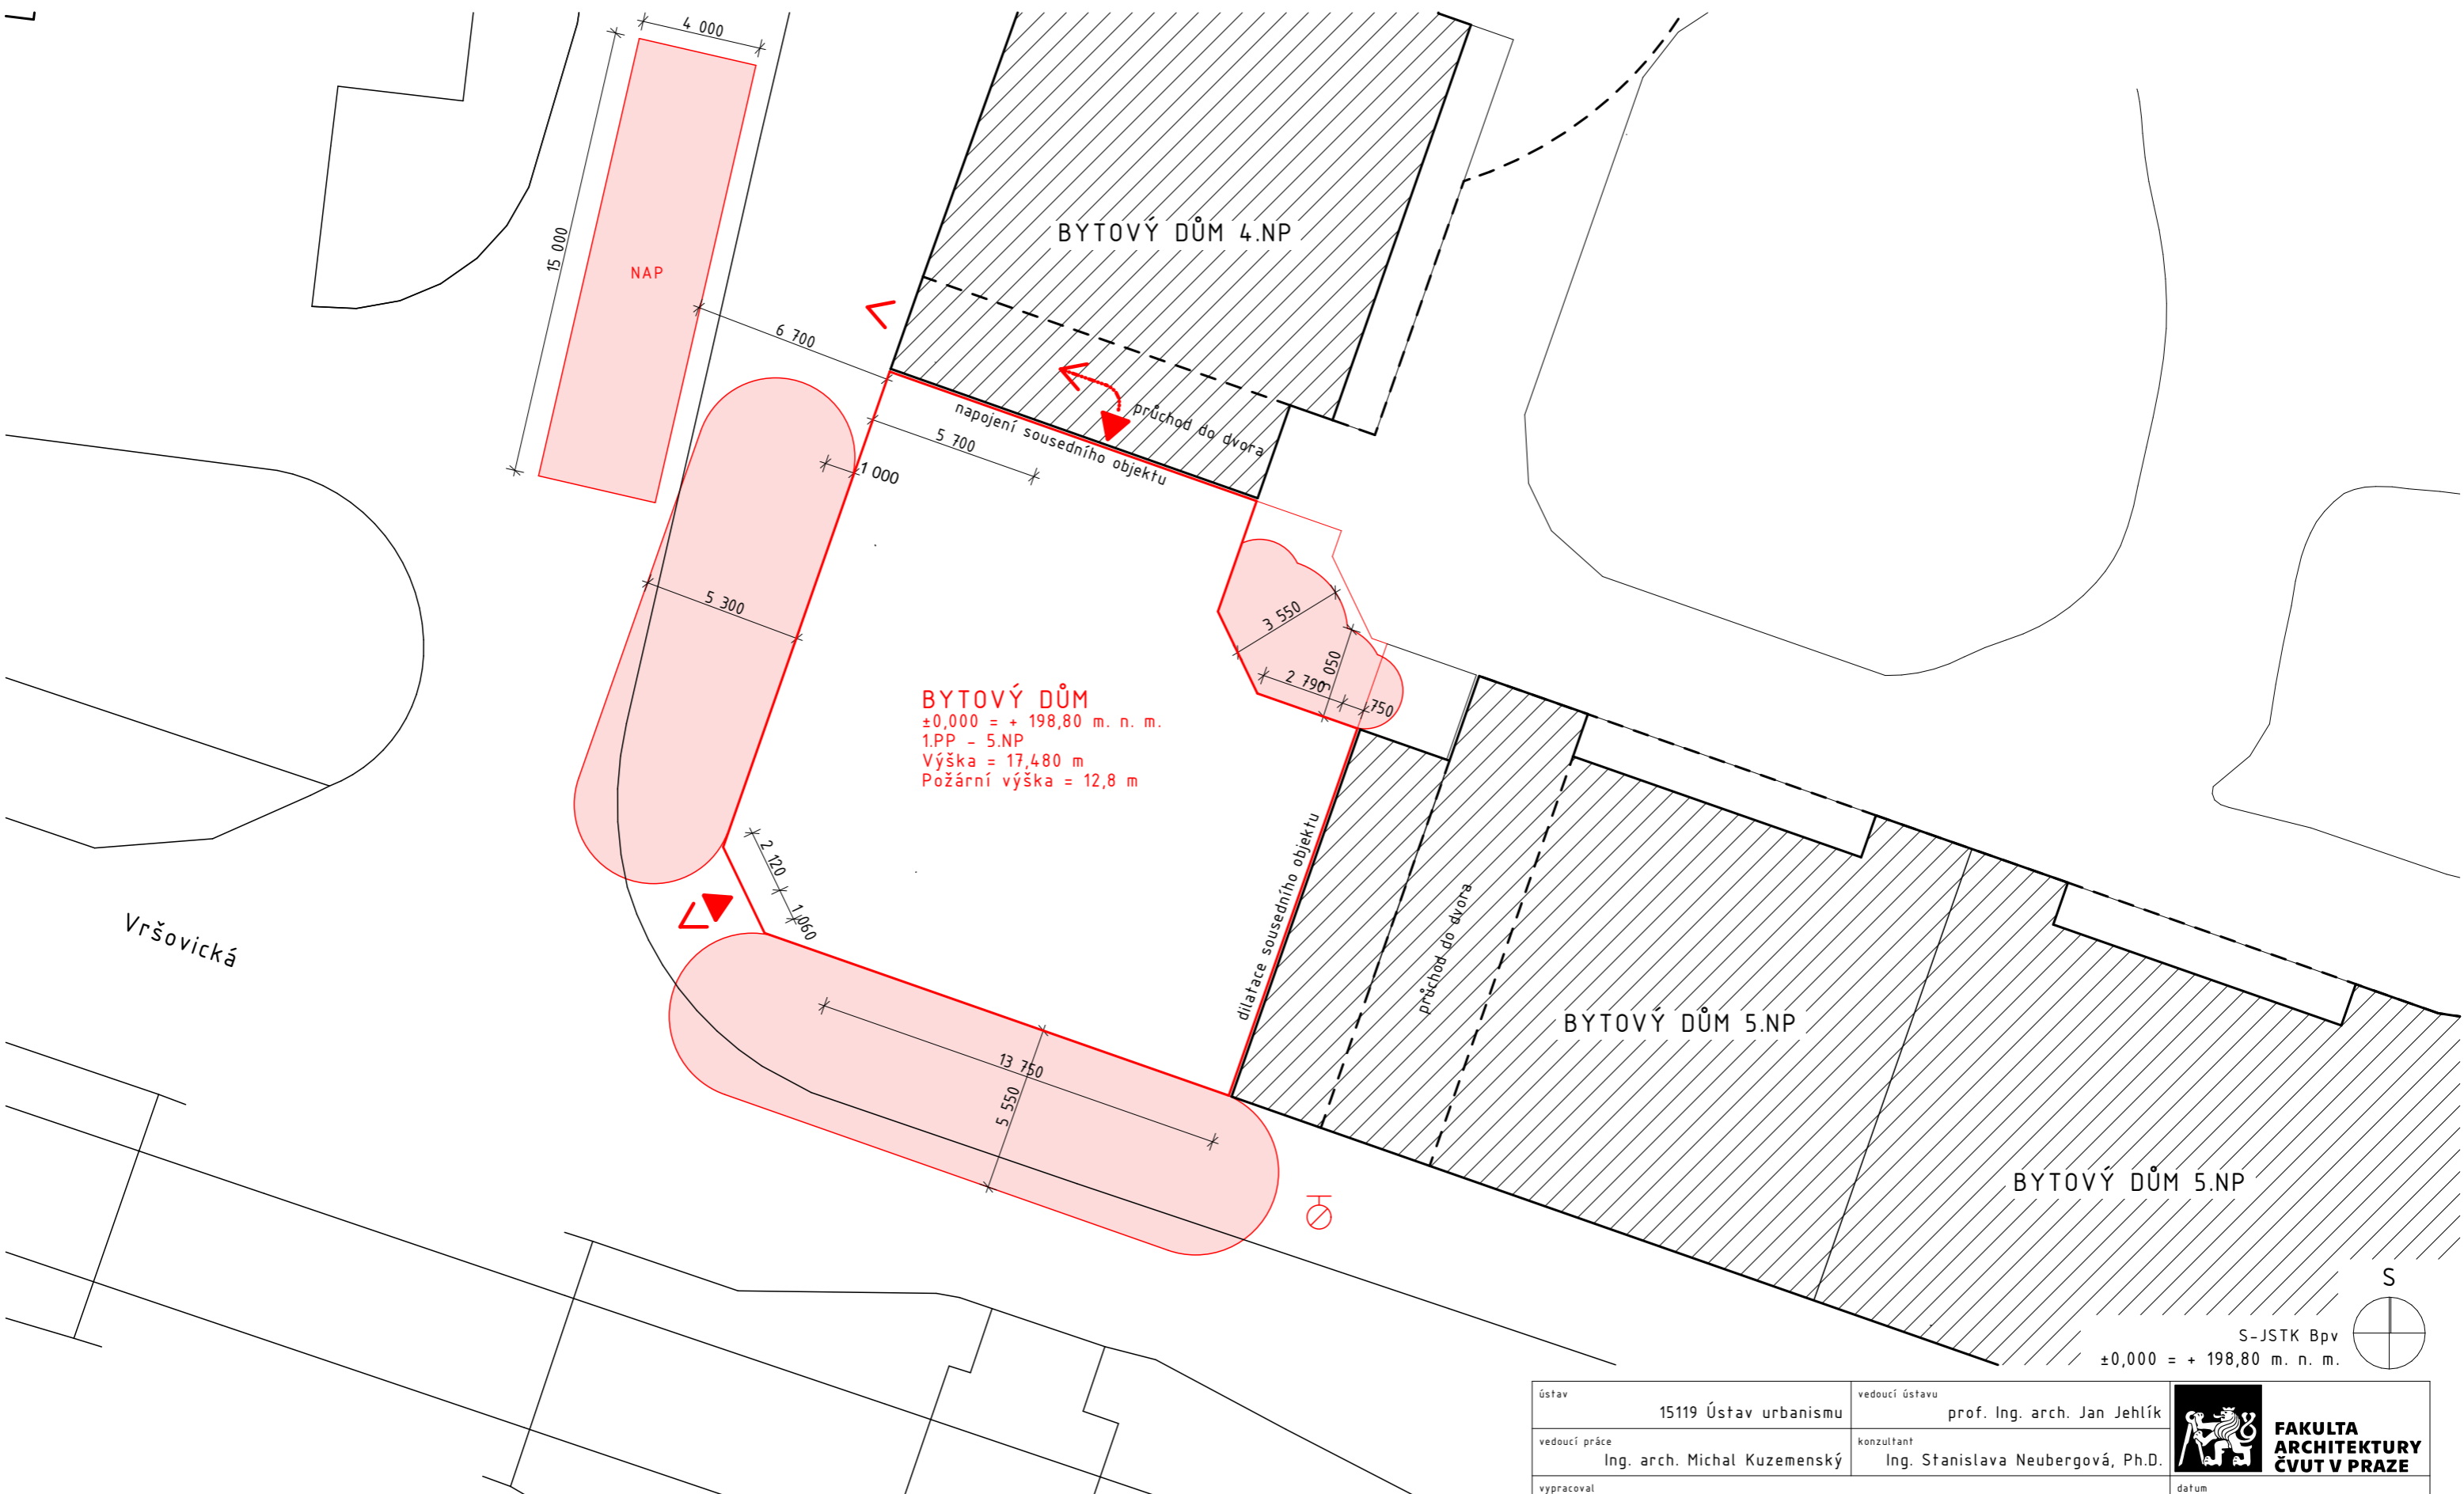 4 000
15 000
NAP
BYTOVÝ DŮM 4.NP
6 700
průchod do dvora
napojení sousedního objektu
5 700
1 000
5 300
3 550
3 050
2 790
750
BYTOVÝ DŮM
±0,000 = + 198,80 m. n. m.
1.PP - 5.NP
Výška = 17,480 m
Požární výška = 12,8 m
2 120
1 060
Vršovická
dilatace sousedního objektu
průchod do dvora
BYTOVÝ DŮM 5.NP
13 750
5 550
BYTOVÝ DŮM 5.NP
S
S-JSTK Bpv
±0,000 = + 198,80 m. n. m.
ústav
15119 Ústav urbanismu
vedoucí ústavu
prof. Ing. arch. Jan Jehlík
vedoucí práce
Ing. arch. Michal Kuzemenský
konzultant
Ing. Stanislava Neubergová, Ph.D.
FAKULTA
ARCHITEKTURY
ČVUT V PRAZE
vypracoval
datum